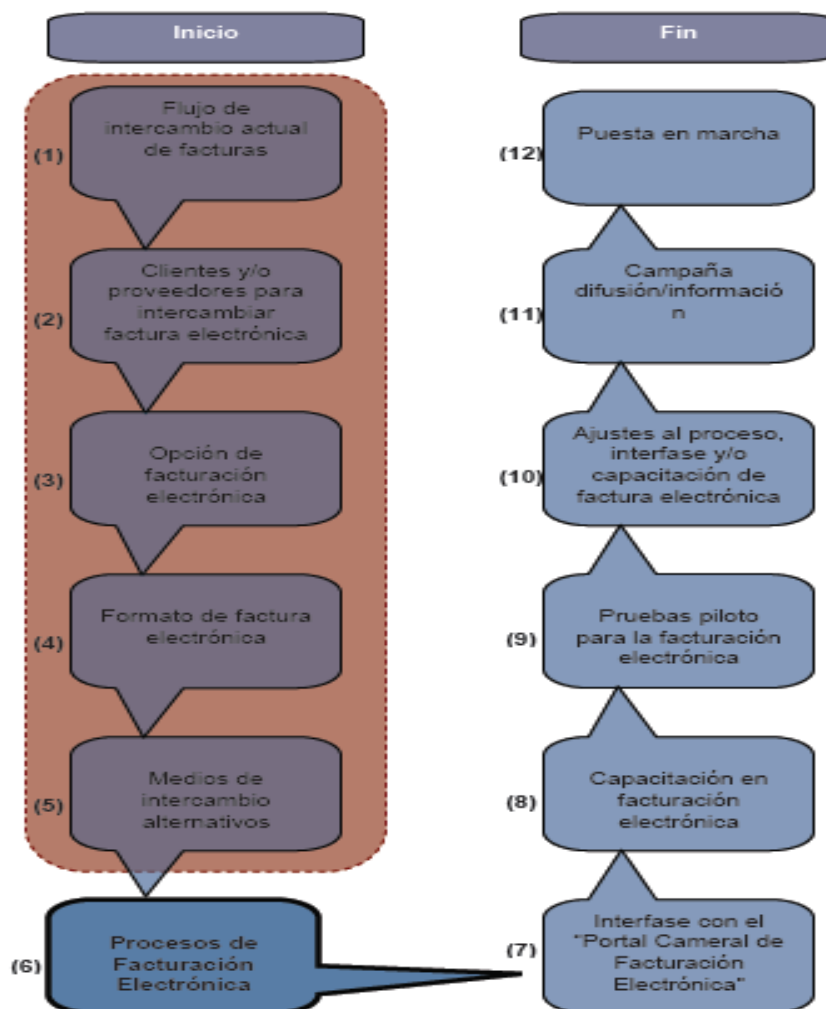 Inicio
(1)
Flujo de
intercambio actual
de facturas
(2)
Clientes y/o
proveedores para
intercambiar
factura electrónica
(3)
Opción de
facturación
electrónica
(4)
Formato de factura
electrónica
(5)
Medios de
intercambio
alternativos
(6)
Procesos de
Facturación
Electrónica
Fin
(12)
Puesta en marcha
(11)
Campaña
difusión/informació
n
(10)
Ajustes al proceso,
interfase y/o
capacitación de
factura electrónica
(9)
Pruebas piloto
para la facturación
electrónica
(8)
Capacitación en
facturación
electrónica
(7)
Interfase con el
"Portal Cameral de
Facturación
Electrónica"